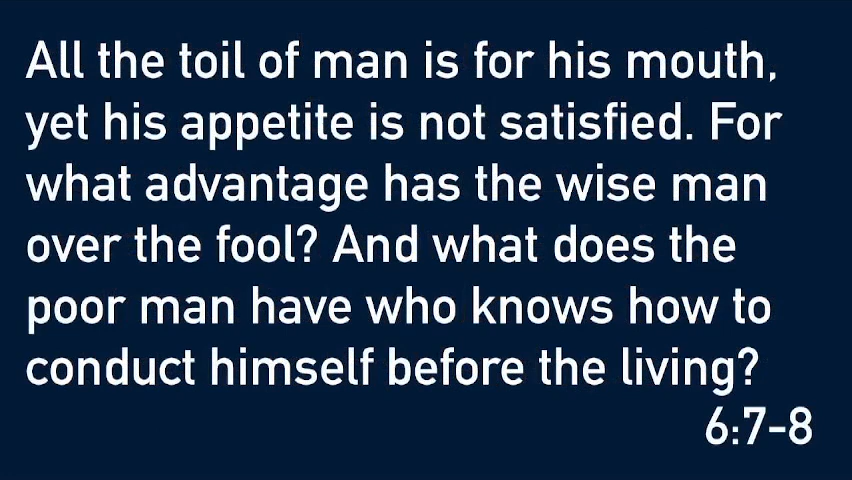 All the toil of man is for his mouth,
yet his appetite is not satisfied. For
what advantage has the wise man
over the fool? And what does the
poor man have who knows how to
conduct himself before the living?
6:7-8